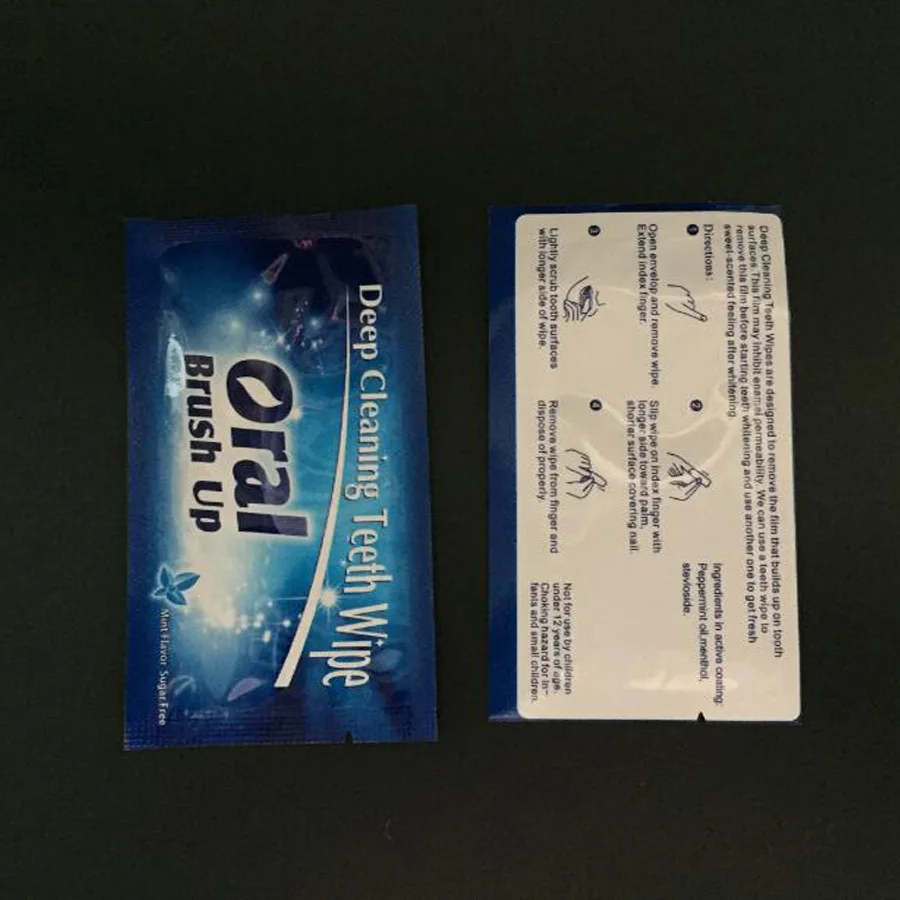 Deep Cleaning Teeth Wipe
Oral
Brush Up
Mint Flavor Sugar Free
Deep Cleaning Teeth Wipes are designed to remove the film that builds up on tooth
surfaces. This film may inhibit enamel permeability. We can use a teeth wipe to
remove this film before starting teeth whitening and use another one to get fresh
sweet-scented feeling after whitening.
Directions:
1
Open envelop and remove wipe.
Extend index finger.
2
Slip wipe on index finger with
longer side toward palm,
shorter surface covering nail.
3
Lightly scrub tooth surfaces
with longer side of wipe.
4
Remove wipe from finger and
dispose of properly.
Ingredients in active coating:
Peppermint oil,menthol,
stevioside.
Not for use by children
under 12 years of age.
Choking hazard for in-
fants and small children.